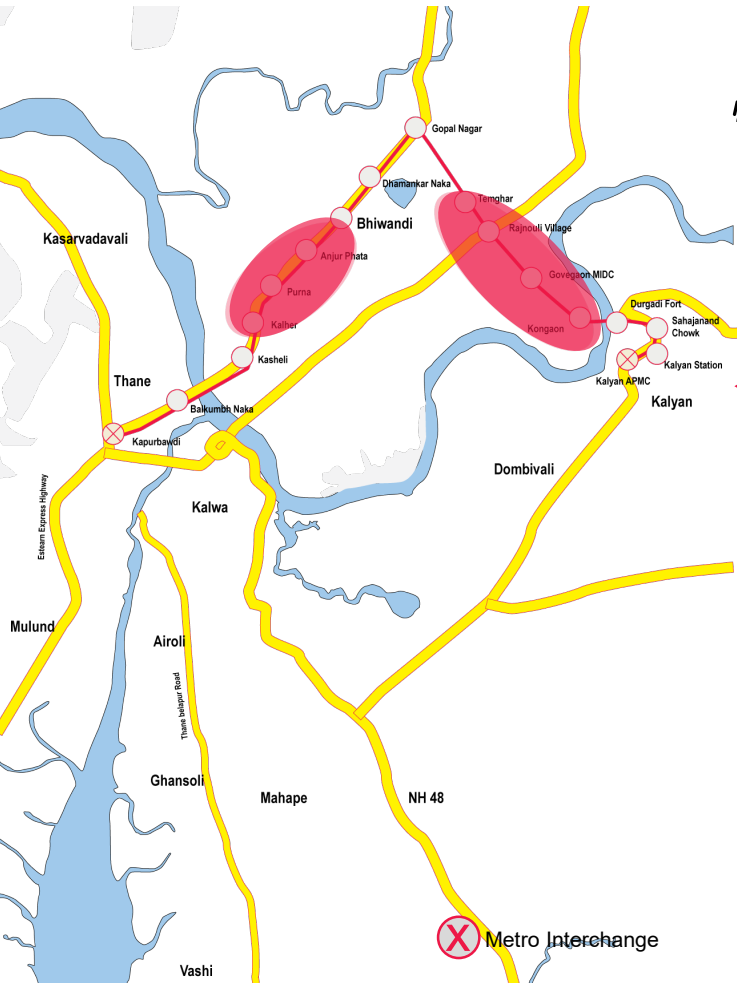 Gopal Nagar
Dhamankar Naka
Temghar
Bhiwandi
Rajnouli Village
Kasarvadavali
Anjur Phata
Govegaon MIDC
Purna
Durgadi Fort
Sahajanand
Chowk
Kalher
Kongaon
Kasheli
Kalyan Station
Thane
Kalyan APMC
Kalyan
Balkumbh Naka
Kapurbawdi
Dombivali
Estearn Express Highway
Kalwa
Mulund
Airoli
Thane belapur Road
Ghansoli
Mahape
NH 48
X Metro Interchange
Vashi